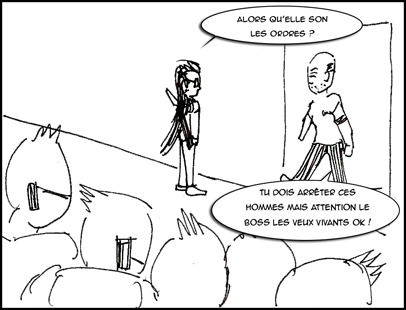 ALORS QU'ELLE SON
LES ORDRES ?
TU DOIS ARRÊTER CES
HOMMES MAIS ATTENTION LE
BOSS LES VEUX VIVANTS OK !